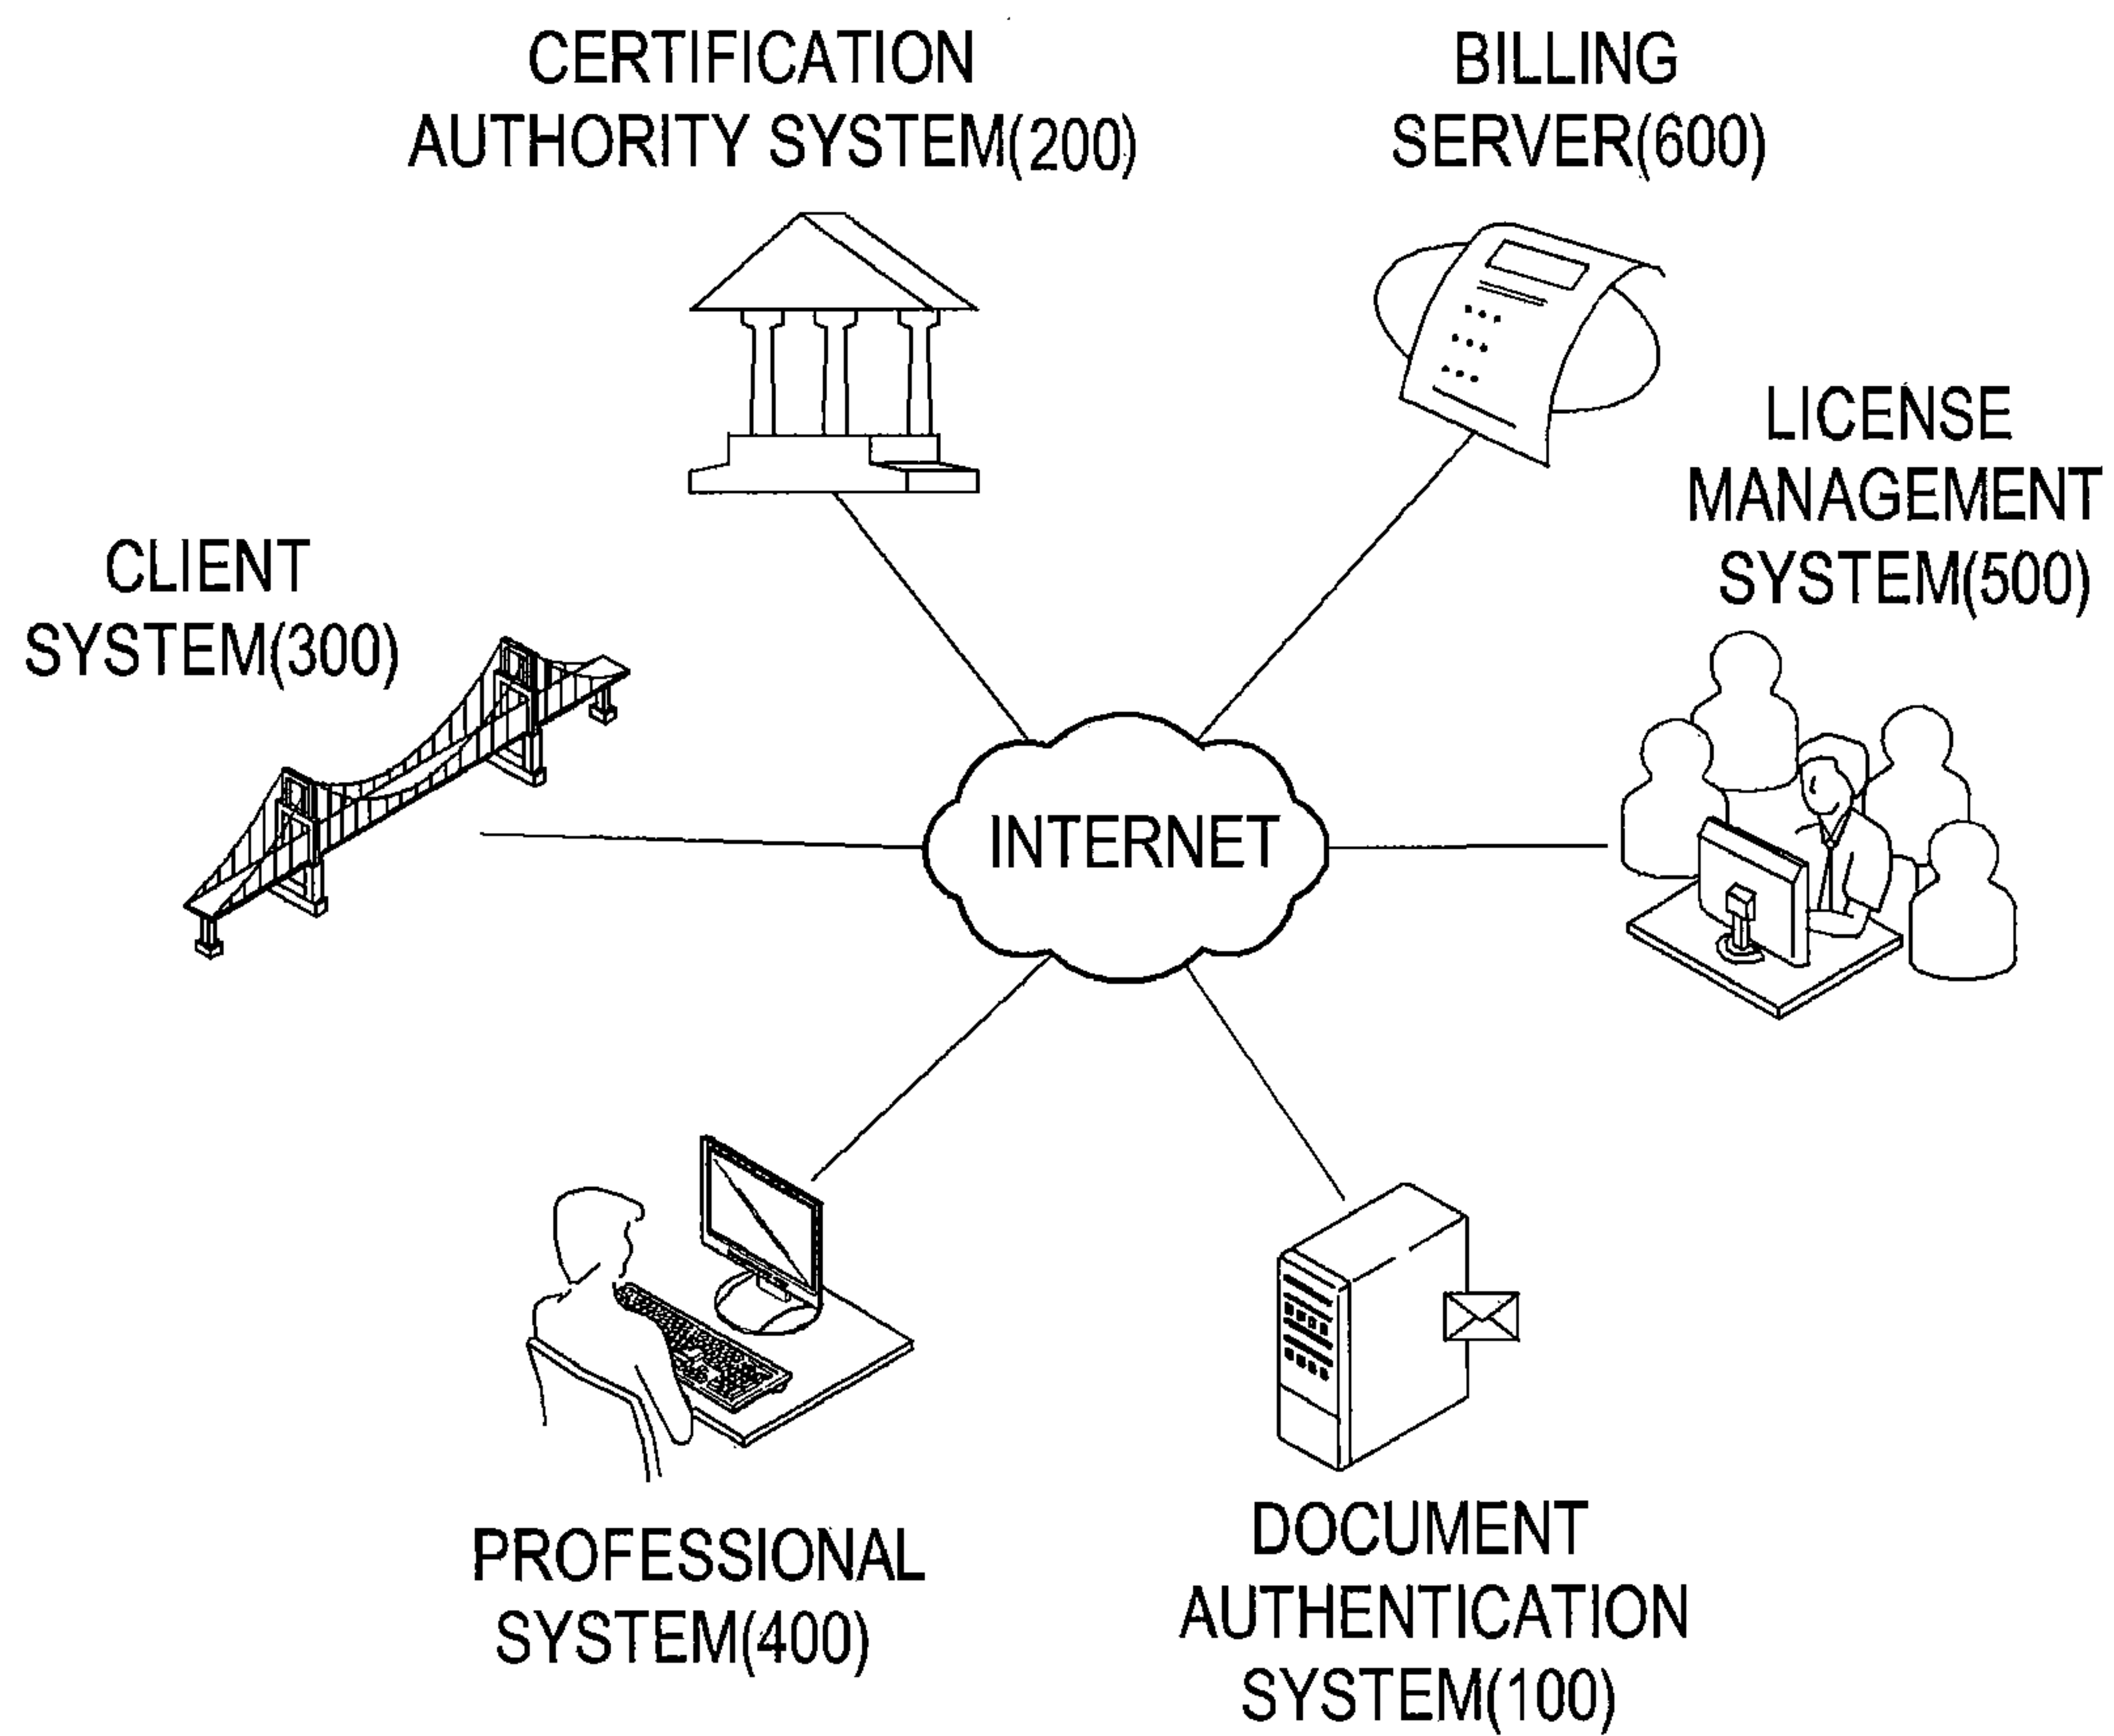 CERTIFICATION
AUTHORITY SYSTEM(200)
BILLING
SERVER(600)
LICENSE
MANAGEMENT
SYSTEM(500)
CLIENT
SYSTEM(300)
INTERNET
PROFESSIONAL
SYSTEM(400)
DOCUMENT
AUTHENTICATION
SYSTEM(100)